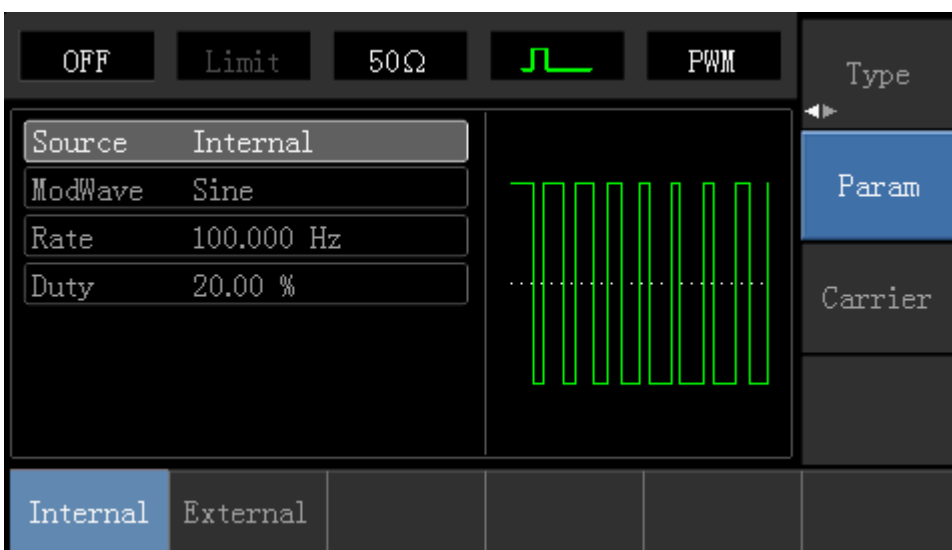 OFF Limit 50Ω PWM Type
Source Internal
ModWave Sine
Rate 100.000 Hz
Duty 20.00 %
Param
Carrier
Internal External